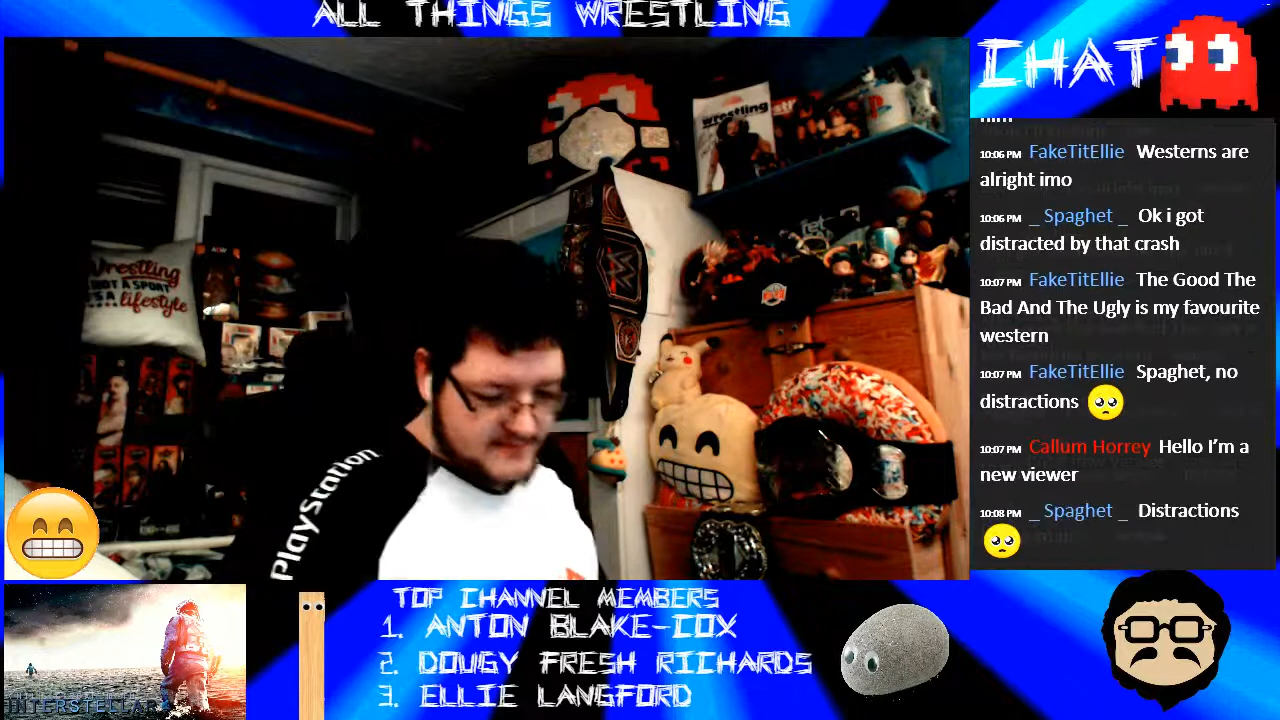 ALL THINGS WRESTLING
CHAT
him
10:06 PM FakeTitEllie Westerns are
alright imo
10:06 PM _ Spaghet _ Ok i got
distracted by that crash
10:07 PM FakeTitEllie The Good The
Bad And The Ugly is my favourite
western
10:07 PM FakeTitEllie Spaghet, no
distractions
10:07 PM Callum Horrey Hello I’m a
new viewer
10:08 PM _ Spaghet _ Distractions
wrestling
Wrestling
NOT A SPORT
IT'S A lifestyle
PlayStation
INTERSTELLAR
TOP CHANNEL MEMBERS
1. ANTON BLAKE-COX
2. DOUGY FRESH RICHARDS
3. ELLIE LANGFORD